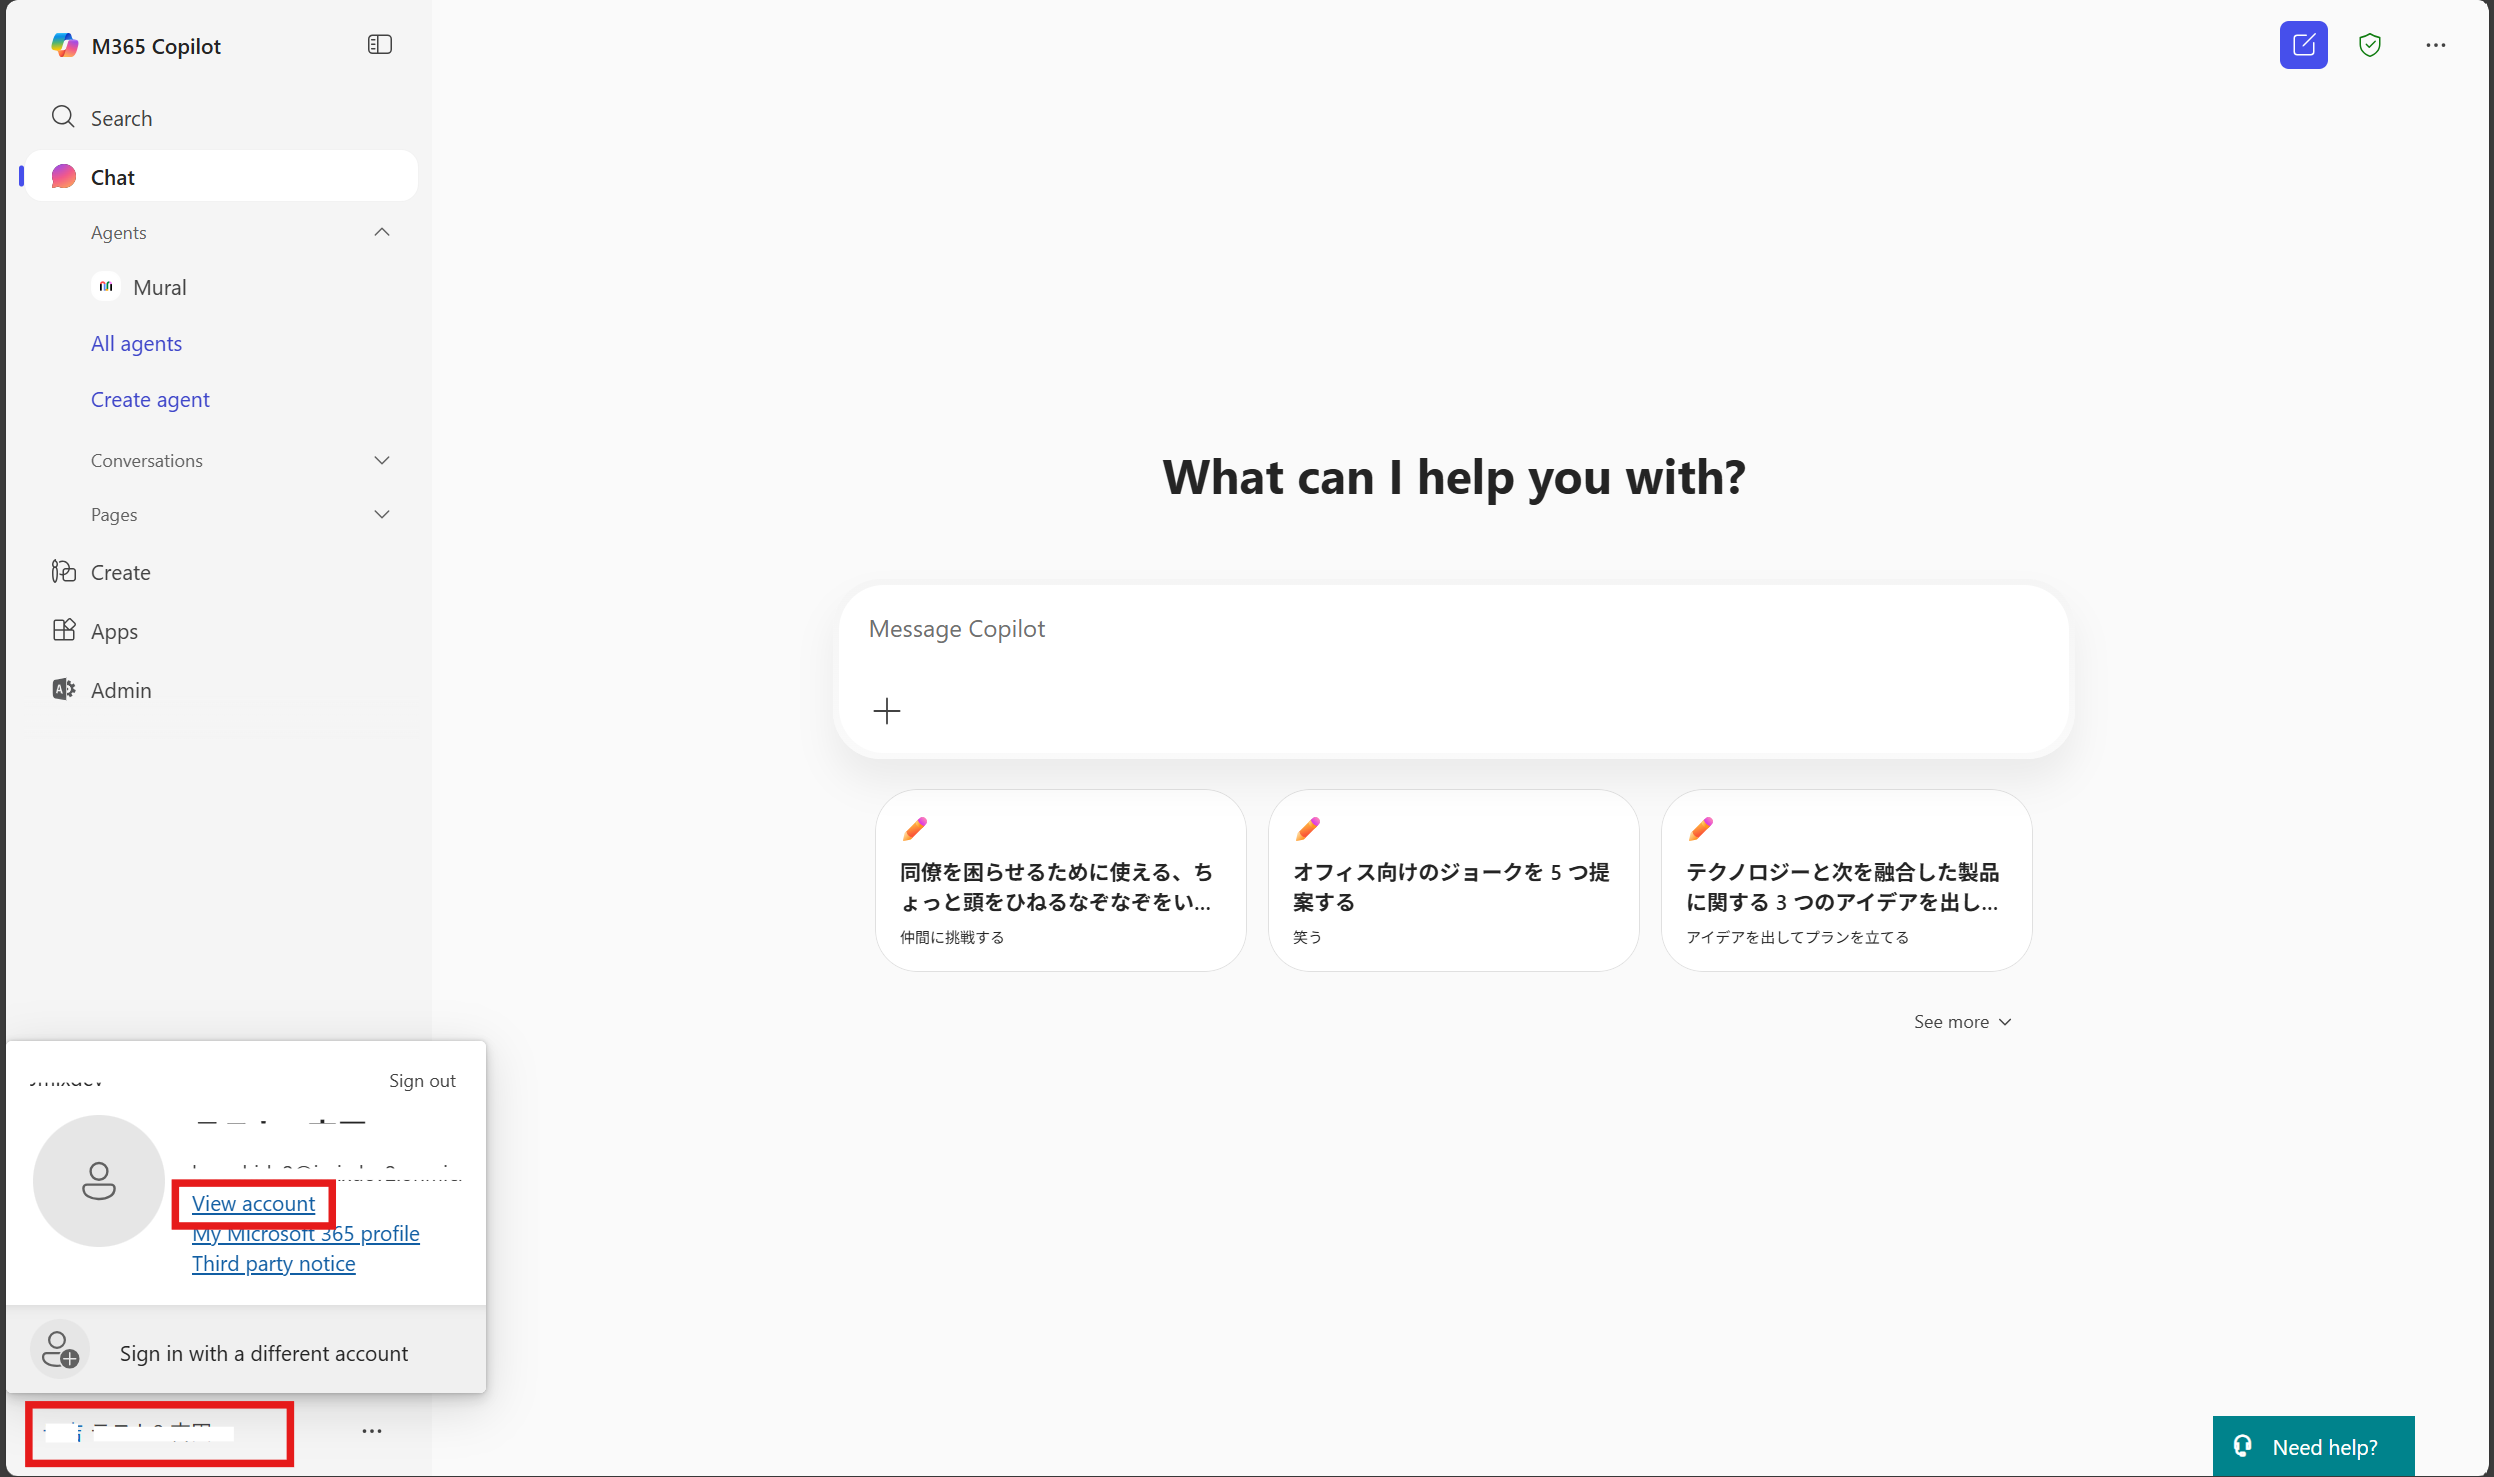 M365 Copilot
Search
Chat
Agents
Mural
All agents
Create agent
Conversations
Pages
Create
Apps
Admin
What can I help you with?
Message Copilot
同僚を困らせるために使える、ち
ょっと頭をひねるなぞなぞをい...
仲間に挑戦する
オフィス向けのジョークを 5 つ提
案する
笑う
テクノロジーと次を融合した製品
に関する 3 つのアイデアを出し...
アイデアを出してプランを立てる
See more
Sign out
View account
My Microsoft 365 profile
Third party notice
Sign in with a different account
Need help?